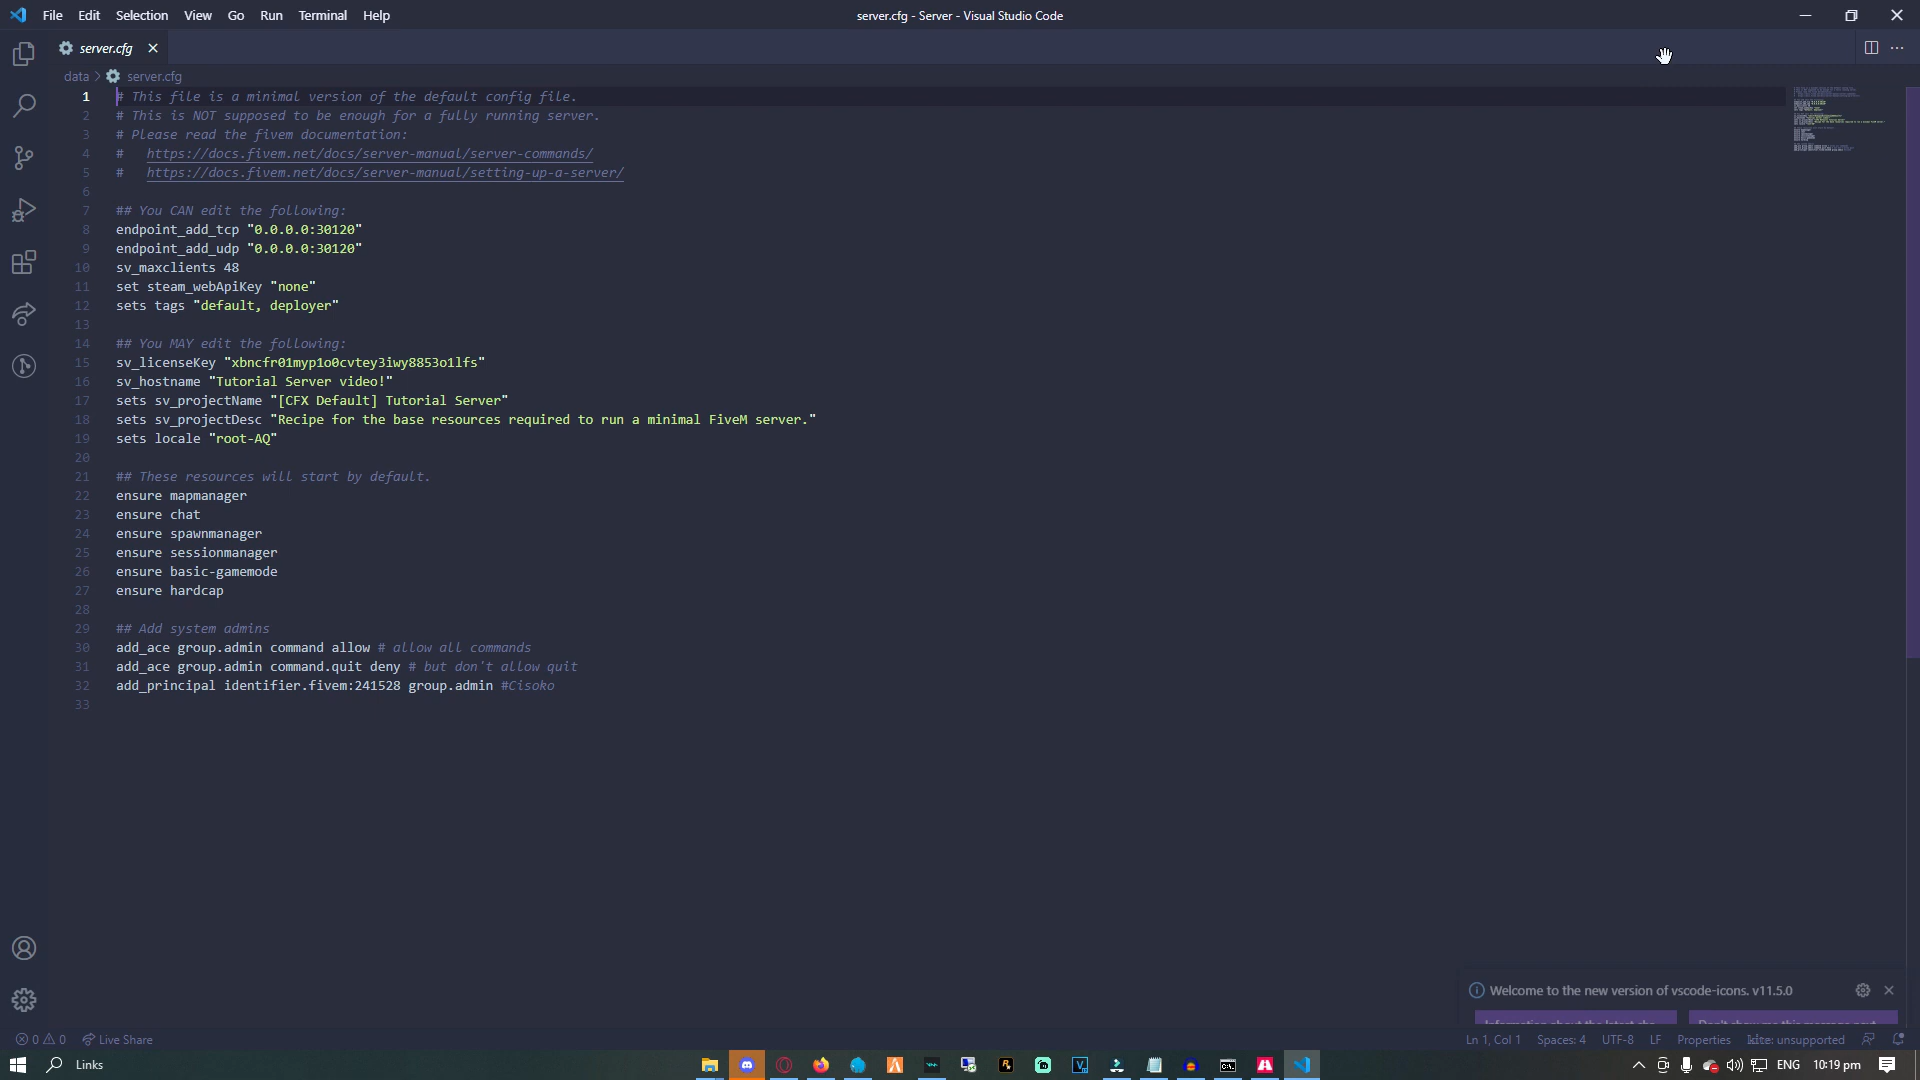 File Edit Selection View Go Run Terminal Help
server.cfg - Server - Visual Studio Code
server.cfg
data > server.cfg
1 # This file is a minimal version of the default config file.
2 # This is NOT supposed to be enough for a fully running server.
3 # Please read the fivem documentation:
4 # https://docs.fivem.net/docs/server-manual/server-commands/
5 # https://docs.fivem.net/docs/server-manual/setting-up-a-server/
6
7 ## You CAN edit the following:
8 endpoint_add_tcp "0.0.0.0:30120"
9 endpoint_add_udp "0.0.0.0:30120"
10 sv_maxclients 48
11 set steam_webApiKey "none"
12 sets tags "default, deployer"
13
14 ## You MAY edit the following:
15 sv_licenseKey "xbncfr01myp1o0cvtey3iwy8853o1lfs"
16 sv_hostname "Tutorial Server video!"
17 sets sv_projectName "[CFX Default] Tutorial Server"
18 sets sv_projectDesc "Recipe for the base resources required to run a minimal FiveM server."
19 sets locale "root-AQ"
20
21 ## These resources will start by default.
22 ensure mapmanager
23 ensure chat
24 ensure spawnmanager
25 ensure sessionmanager
26 ensure basic-gamemode
27 ensure hardcap
28
29 ## Add system admins
30 add_ace group.admin command allow # allow all commands
31 add_ace group.admin command.quit deny # but don't allow quit
32 add_principal identifier.fivem:241528 group.admin #Cisoko
33
Welcome to the new version of vscode-icons. v11.5.0
0 0 Live Share
Ln 1, Col 1 Spaces: 4 UTF-8 LF Properties kite: unsupported
Links
ENG 10:19 pm